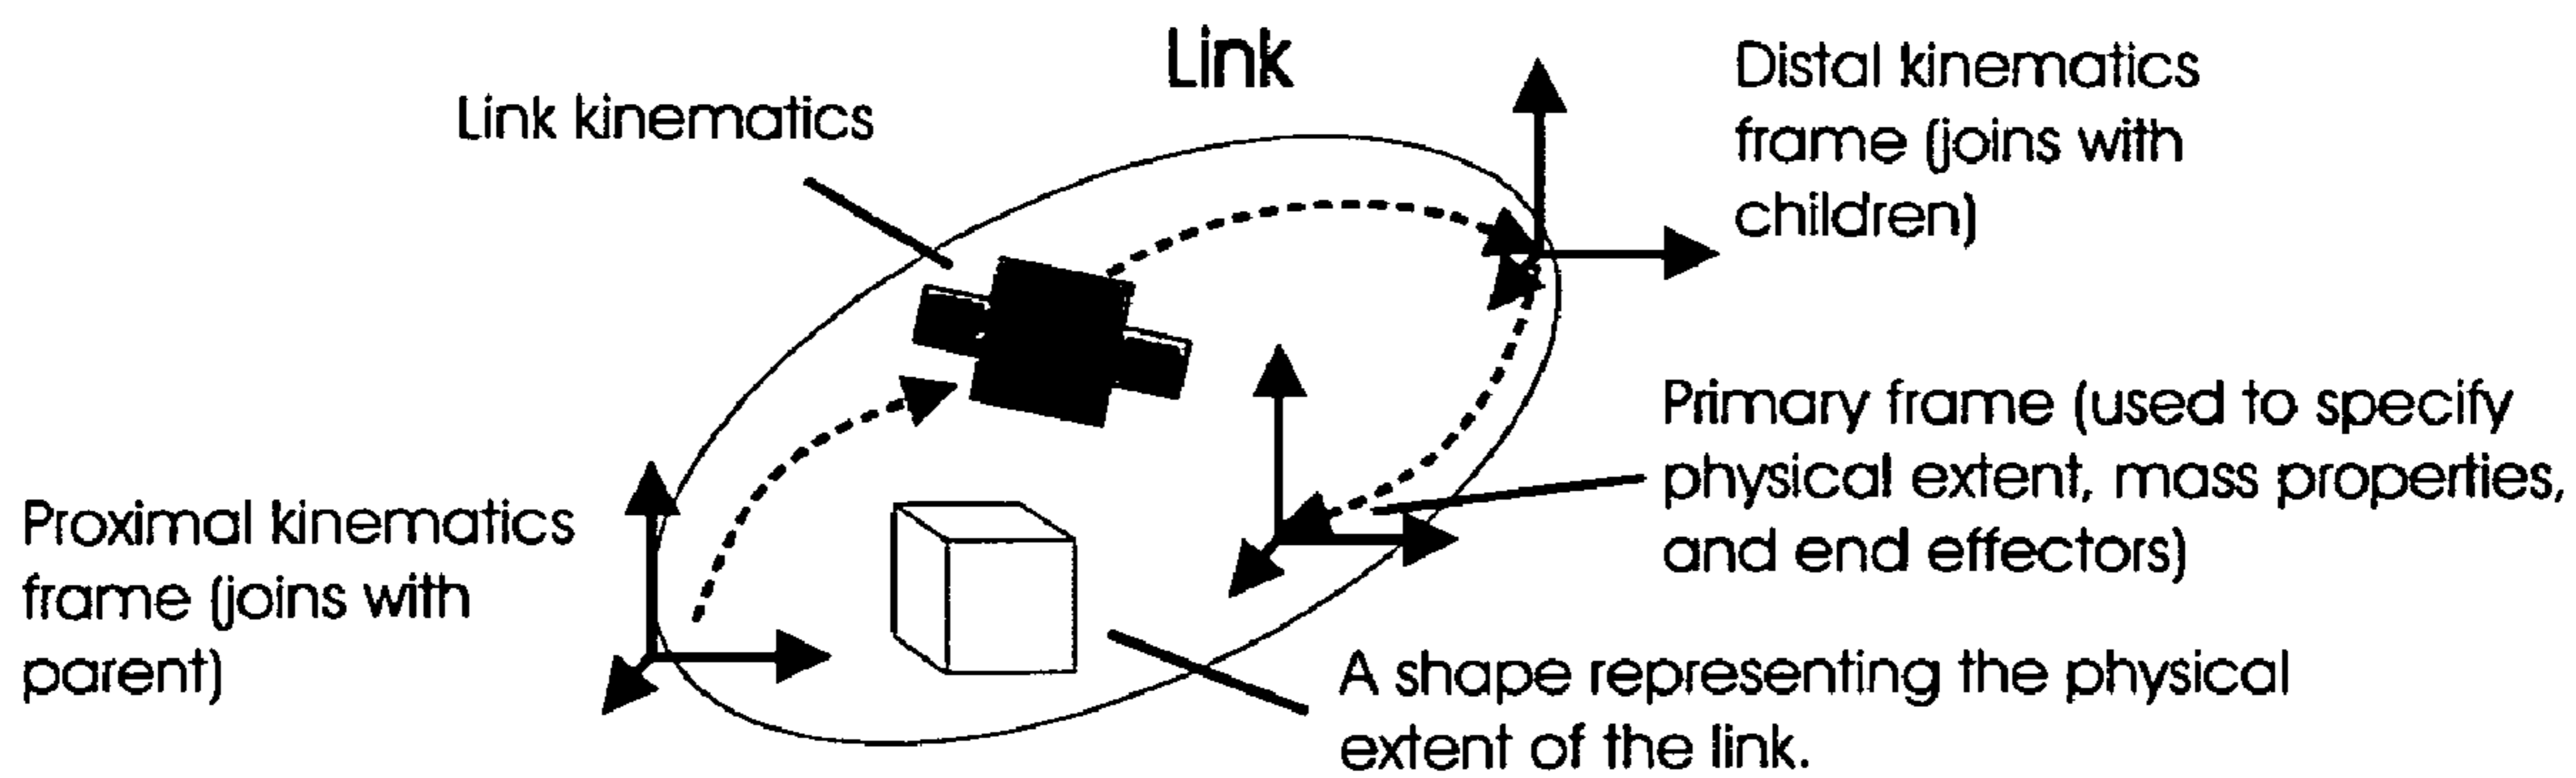 Link
Link kinematics
Distal kinematics
frame (joins with
children)
Proximal kinematics
frame (joins with
parent)
Primary frame (used to specify
physical extent, mass properties,
and end effectors)
A shape representing the physical
extent of the link.